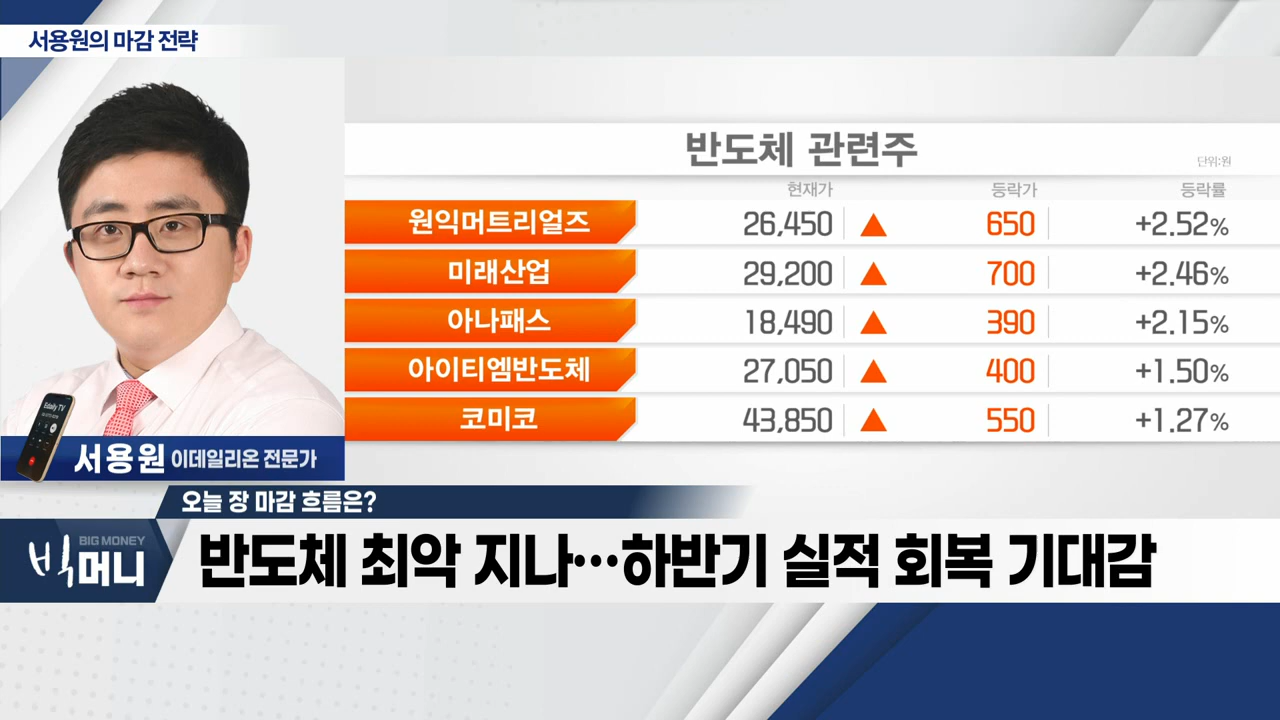 서용원의 마감 전략
반도체 관련주
단위:원
현재가 등락가 등락률
원익머트리얼즈 26,450 ▲ 650 +2.52%
미래산업 29,200 ▲ 700 +2.46%
아나패스 18,490 ▲ 390 +2.15%
아이티엠반도체 27,050 ▲ 400 +1.50%
코미코 43,850 ▲ 550 +1.27%
Edaily TV
서용원 이데일리온 전문가
오늘 장 마감 흐름은?
BIG MONEY
빅머니
반도체 최악 지나…하반기 실적 회복 기대감